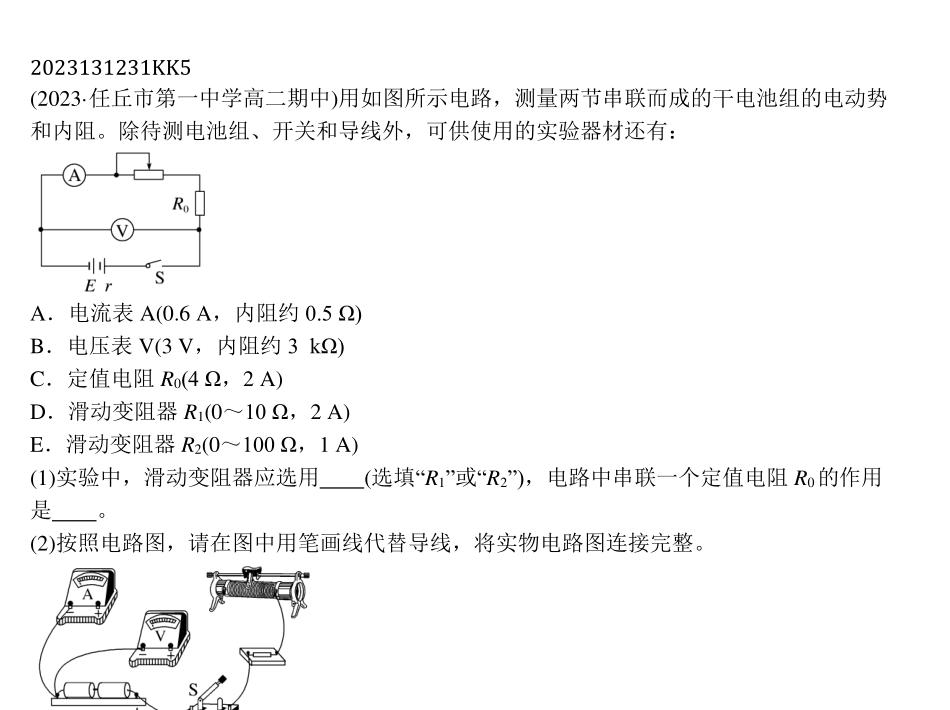 2023131231KK5
(2023·任丘市第一中学高二期中)用如图所示电路，测量两节串联而成的干电池组的电动势
和内阻。除待测电池组、开关和导线外，可供使用的实验器材还有：
A
R₀
V
S
E r
A．电流表 A(0.6 A，内阻约 0.5 Ω)
B．电压表 V(3 V，内阻约 3 kΩ)
C．定值电阻 R₀(4 Ω，2 A)
D．滑动变阻器 R₁(0～10 Ω，2 A)
E．滑动变阻器 R₂(0～100 Ω，1 A)
(1)实验中，滑动变阻器应选用____(选填“R₁”或“R₂”)，电路中串联一个定值电阻 R₀的作用
是____。
(2)按照电路图，请在图中用笔画线代替导线，将实物电路图连接完整。
A
− +
V
− +
S